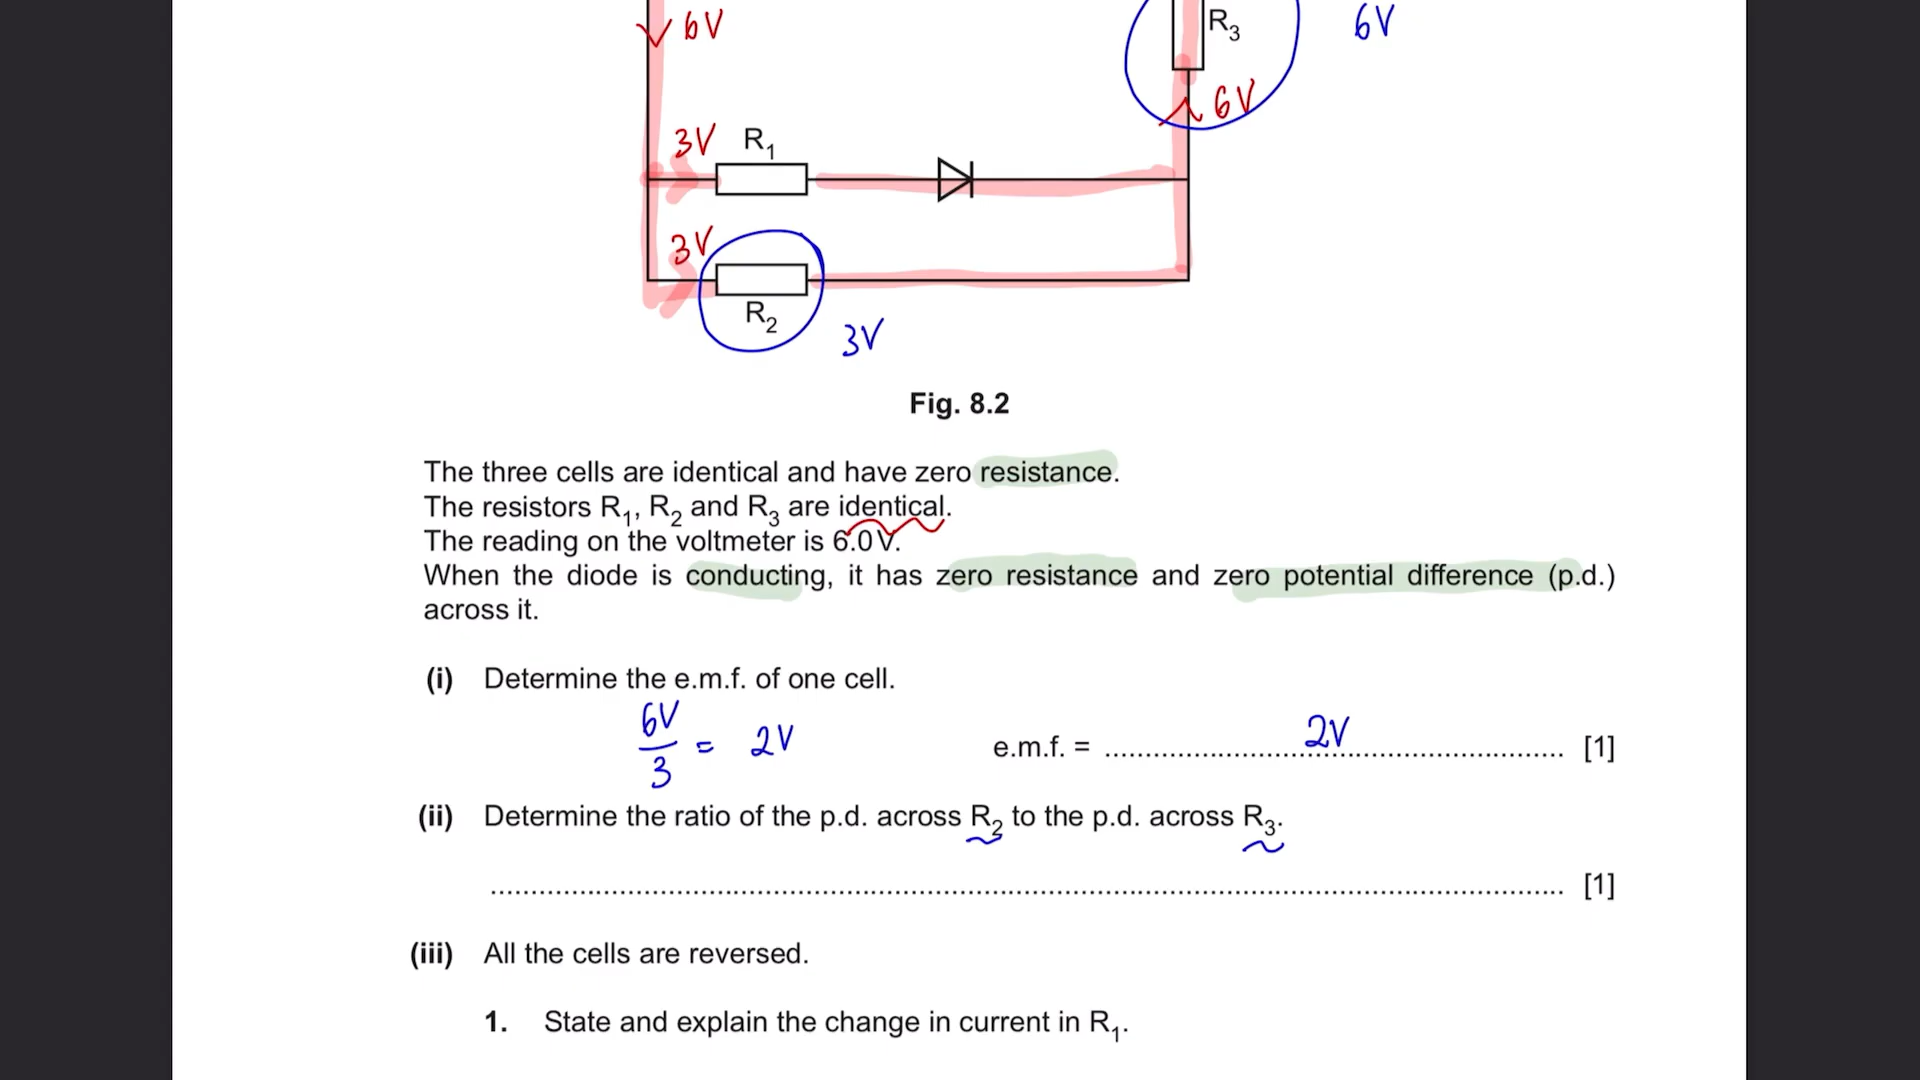 6V
R3
6V
6V
3V R1
3V
R2
3V
Fig. 8.2
The three cells are identical and have zero resistance.
The resistors R1, R2 and R3 are identical.
The reading on the voltmeter is 6.0V.
When the diode is conducting, it has zero resistance and zero potential difference (p.d.)
across it.
(i) Determine the e.m.f. of one cell.
6V/3 = 2V
e.m.f. = ........ 2V ........ [1]
(ii) Determine the ratio of the p.d. across R2 to the p.d. across R3.
........ [1]
(iii) All the cells are reversed.
1. State and explain the change in current in R1.